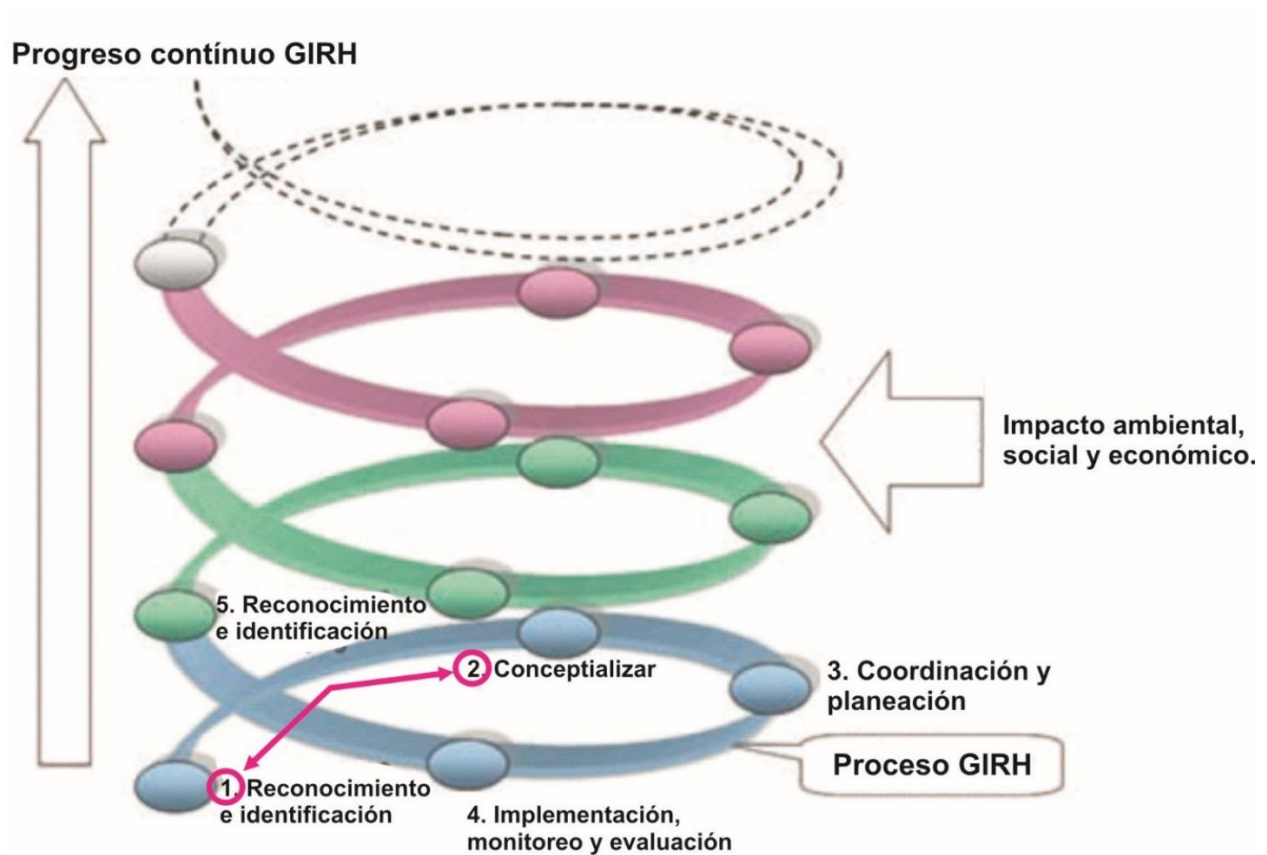 Progreso contínuo GIRH
Impacto ambiental,
social y económico.
5. Reconocimiento
e identificación
2. Conceptializar
3. Coordinación y
planeación
Proceso GIRH
1. Reconocimiento
e identificación
4. Implementación,
monitoreo y evaluación